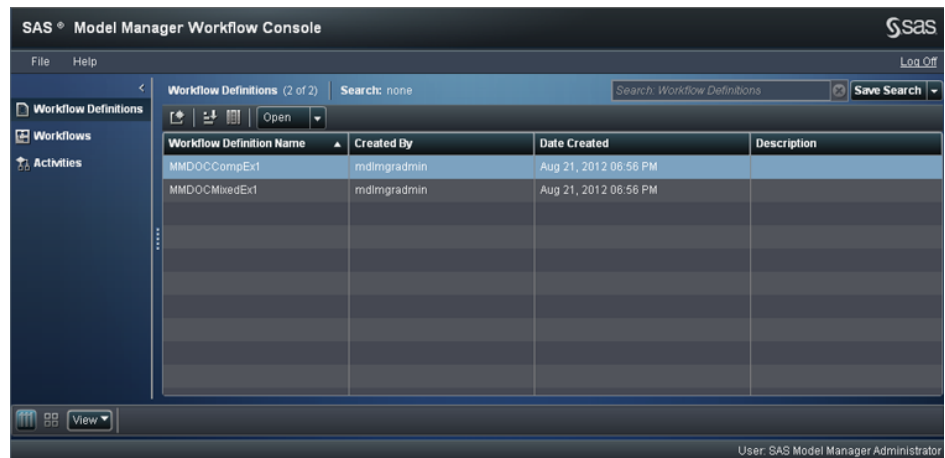 SAS ® Model Manager Workflow Console
sas
File Help
Log Off
Workflow Definitions (2 of 2) Search: none
Search: Workflow Definitions
Save Search
Workflow Definitions
Workflows
Activities
Open
Workflow Definition Name Created By Date Created Description
MMDOCCompEx1 mdlmgradmin Aug 21, 2012 06:56 PM
MMDOCMixedEx1 mdlmgradmin Aug 21, 2012 06:56 PM
View
User: SAS Model Manager Administrator